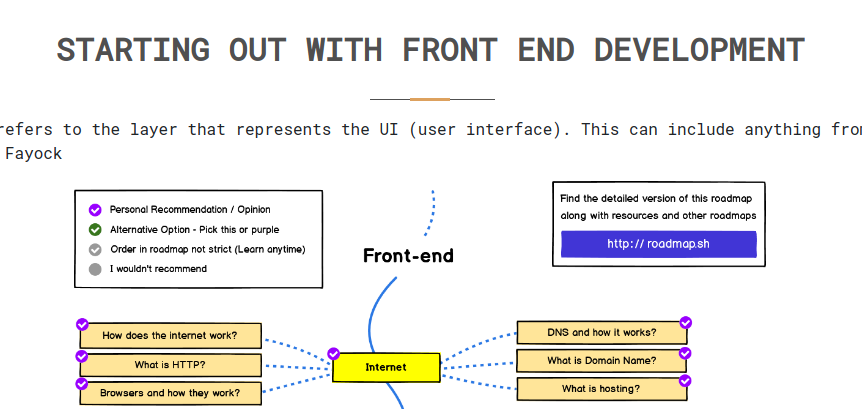 STARTING OUT WITH FRONT END DEVELOPMENT
refers to the layer that represents the UI (user interface). This can include anything from
Fayock
Personal Recommendation / Opinion
Alternative Option - Pick this or purple
Order in roadmap not strict (Learn anytime)
I wouldn't recommend
Find the detailed version of this roadmap
along with resources and other roadmaps
http:// roadmap.sh
Front-end
How does the internet work?
What is HTTP?
Browsers and how they work?
Internet
DNS and how it works?
What is Domain Name?
What is hosting?